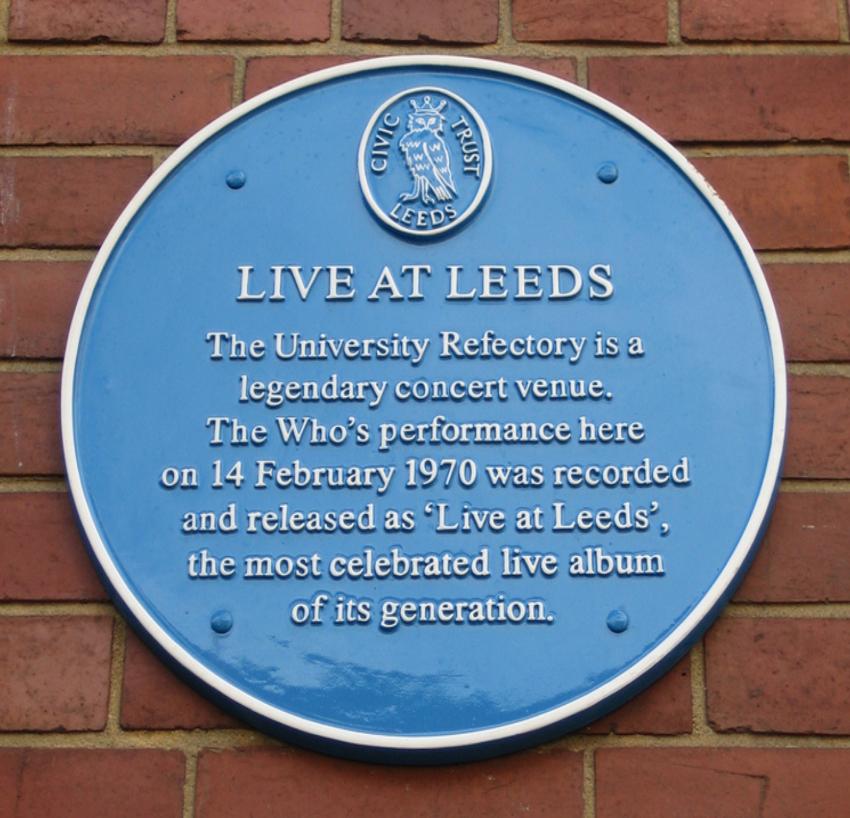 CIVIC TRUST
LEEDS
LIVE AT LEEDS
The University Refectory is a
legendary concert venue.
The Who's performance here
on 14 February 1970 was recorded
and released as ‘Live at Leeds’,
the most celebrated live album
of its generation.